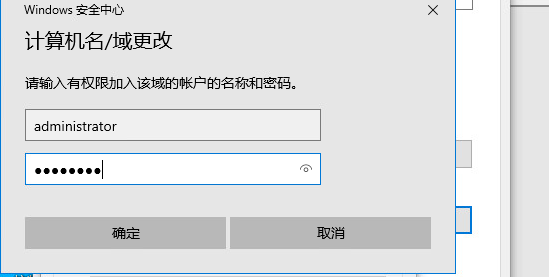 Windows 安全中心
计算机名/域更改
请输入有权限加入该域的帐户的名称和密码。
administrator
●●●●●●●●
确定
取消